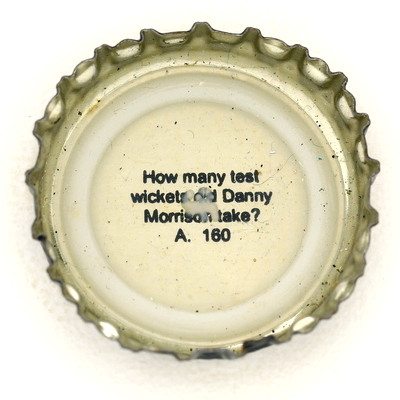 How many test
wickets did Danny
Morrison take?
A. 160